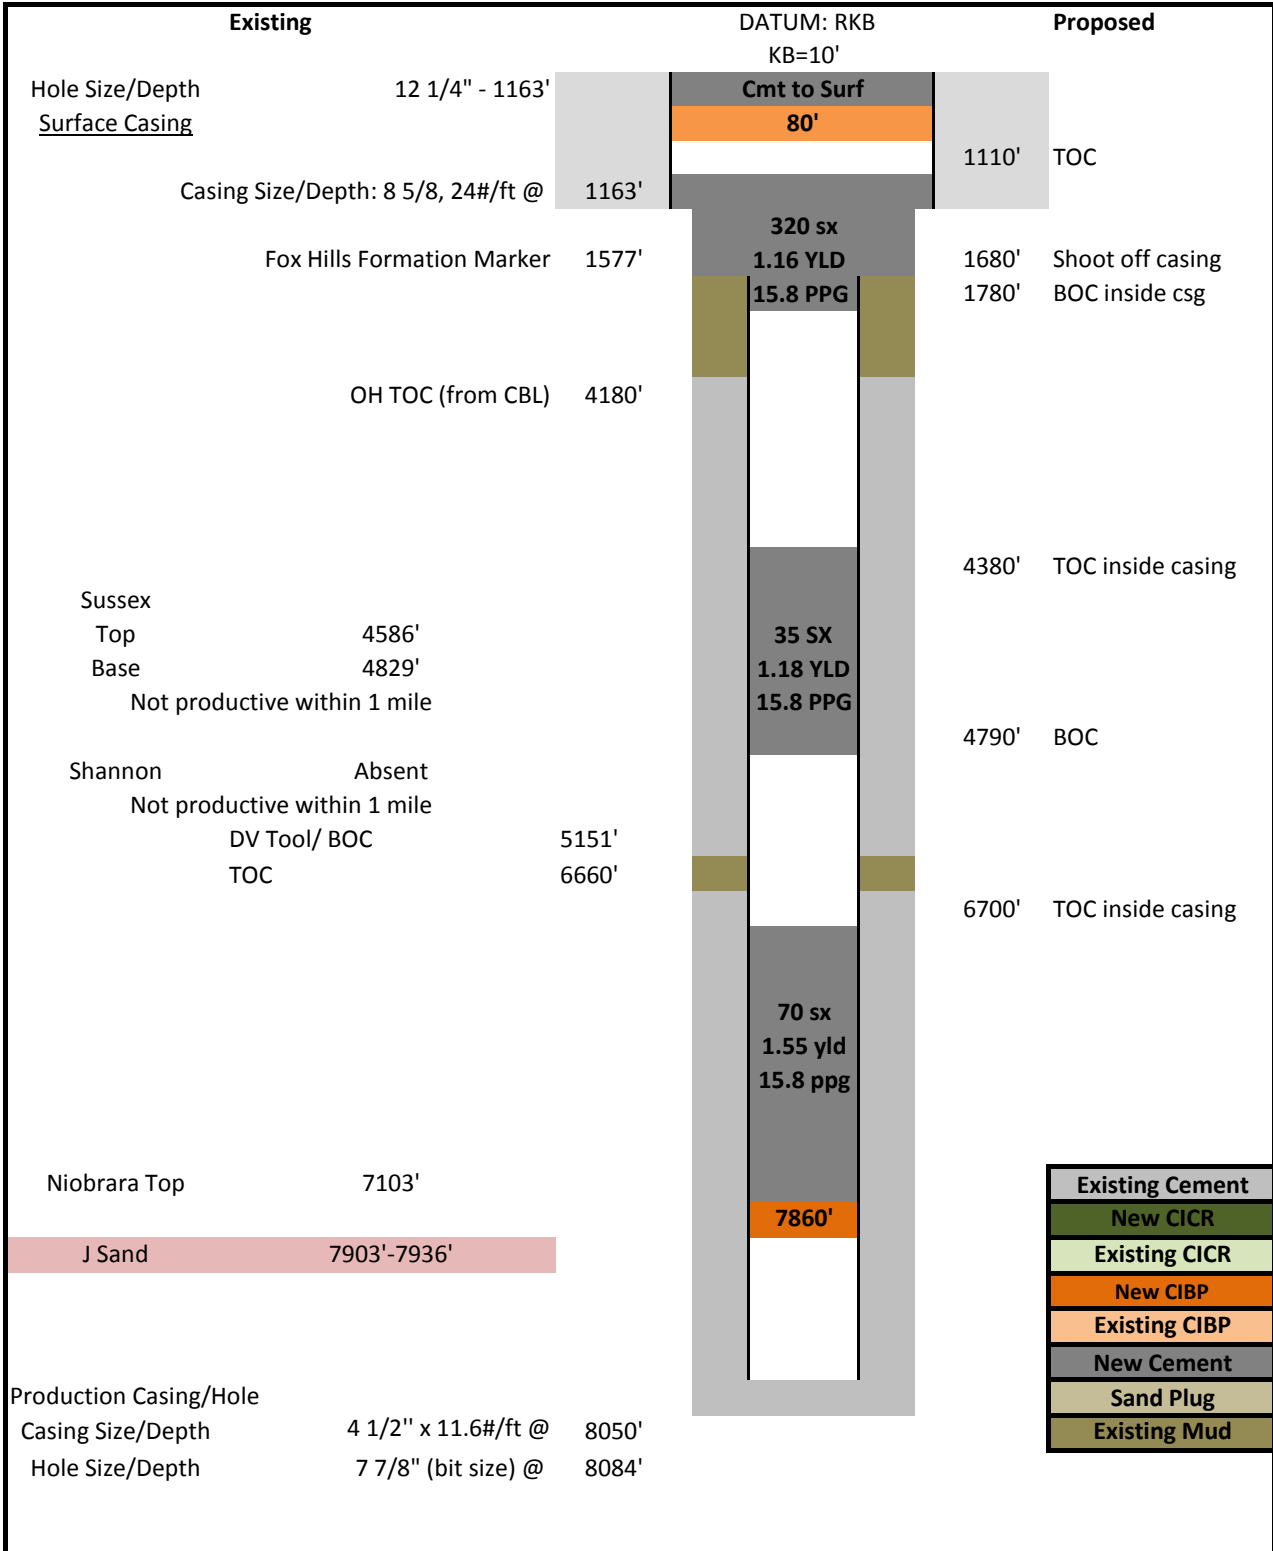 Existing DATUM: RKB Proposed
KB=10'
Hole Size/Depth 12 1/4" - 1163' Cmt to Surf
Surface Casing 80'
1110' TOC
Casing Size/Depth: 8 5/8, 24#/ft @ 1163'
320 sx
Fox Hills Formation Marker 1577' 1.16 YLD 1680' Shoot off casing
15.8 PPG 1780' BOC inside csg
OH TOC (from CBL) 4180'
4380' TOC inside casing
Sussex
Top 4586' 35 SX
Base 4829' 1.18 YLD
Not productive within 1 mile 15.8 PPG
4790' BOC
Shannon Absent
Not productive within 1 mile
DV Tool/ BOC 5151'
TOC 6660'
6700' TOC inside casing
70 sx
1.55 yld
15.8 ppg
Niobrara Top 7103' Existing Cement
7860' New CICR
J Sand 7903'-7936' Existing CICR
New CIBP
Existing CIBP
New Cement
Production Casing/Hole Sand Plug
Casing Size/Depth 4 1/2'' x 11.6#/ft @ 8050' Existing Mud
Hole Size/Depth 7 7/8" (bit size) @ 8084'